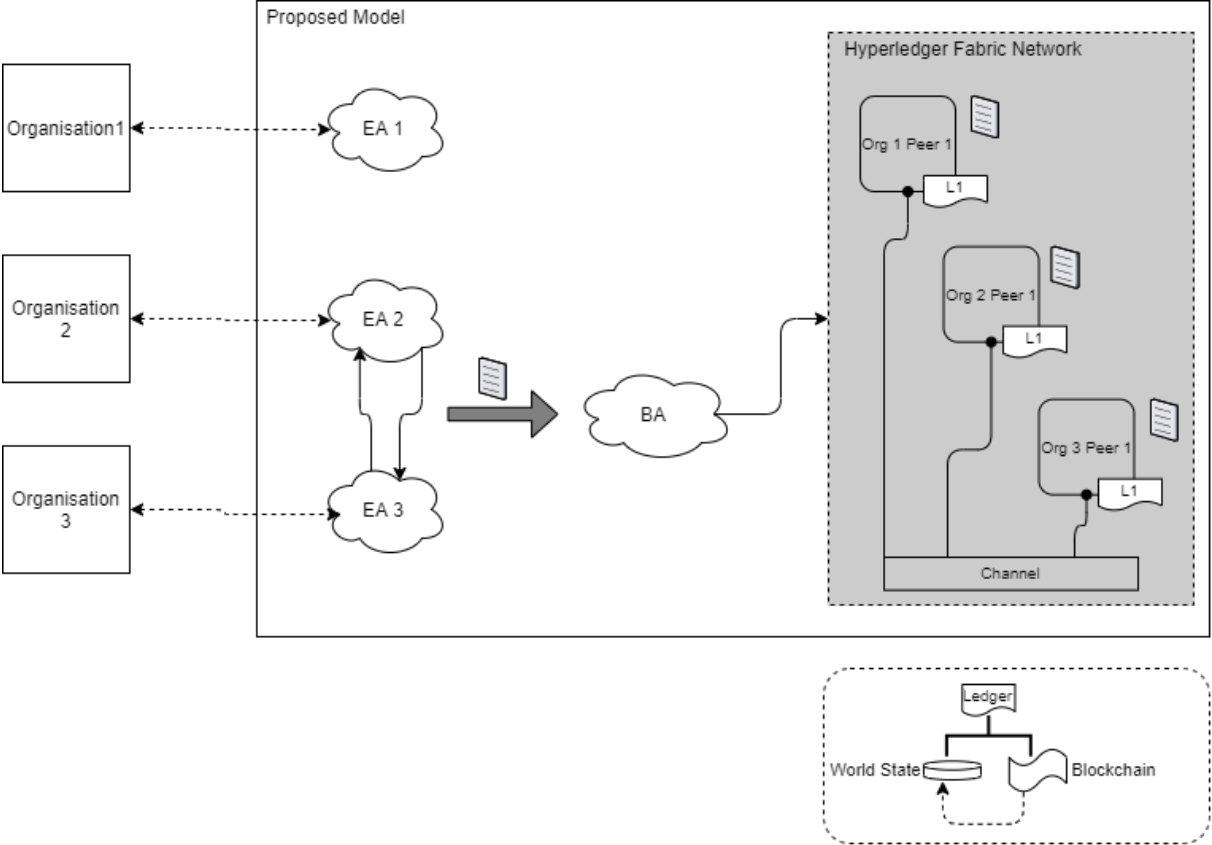 Proposed Model
Hyperledger Fabric Network
Organisation1
EA 1
Org 1 Peer 1
L1
Organisation
2
EA 2
Org 2 Peer 1
L1
BA
Organisation
3
EA 3
Org 3 Peer 1
L1
Channel
Ledger
World State
Blockchain